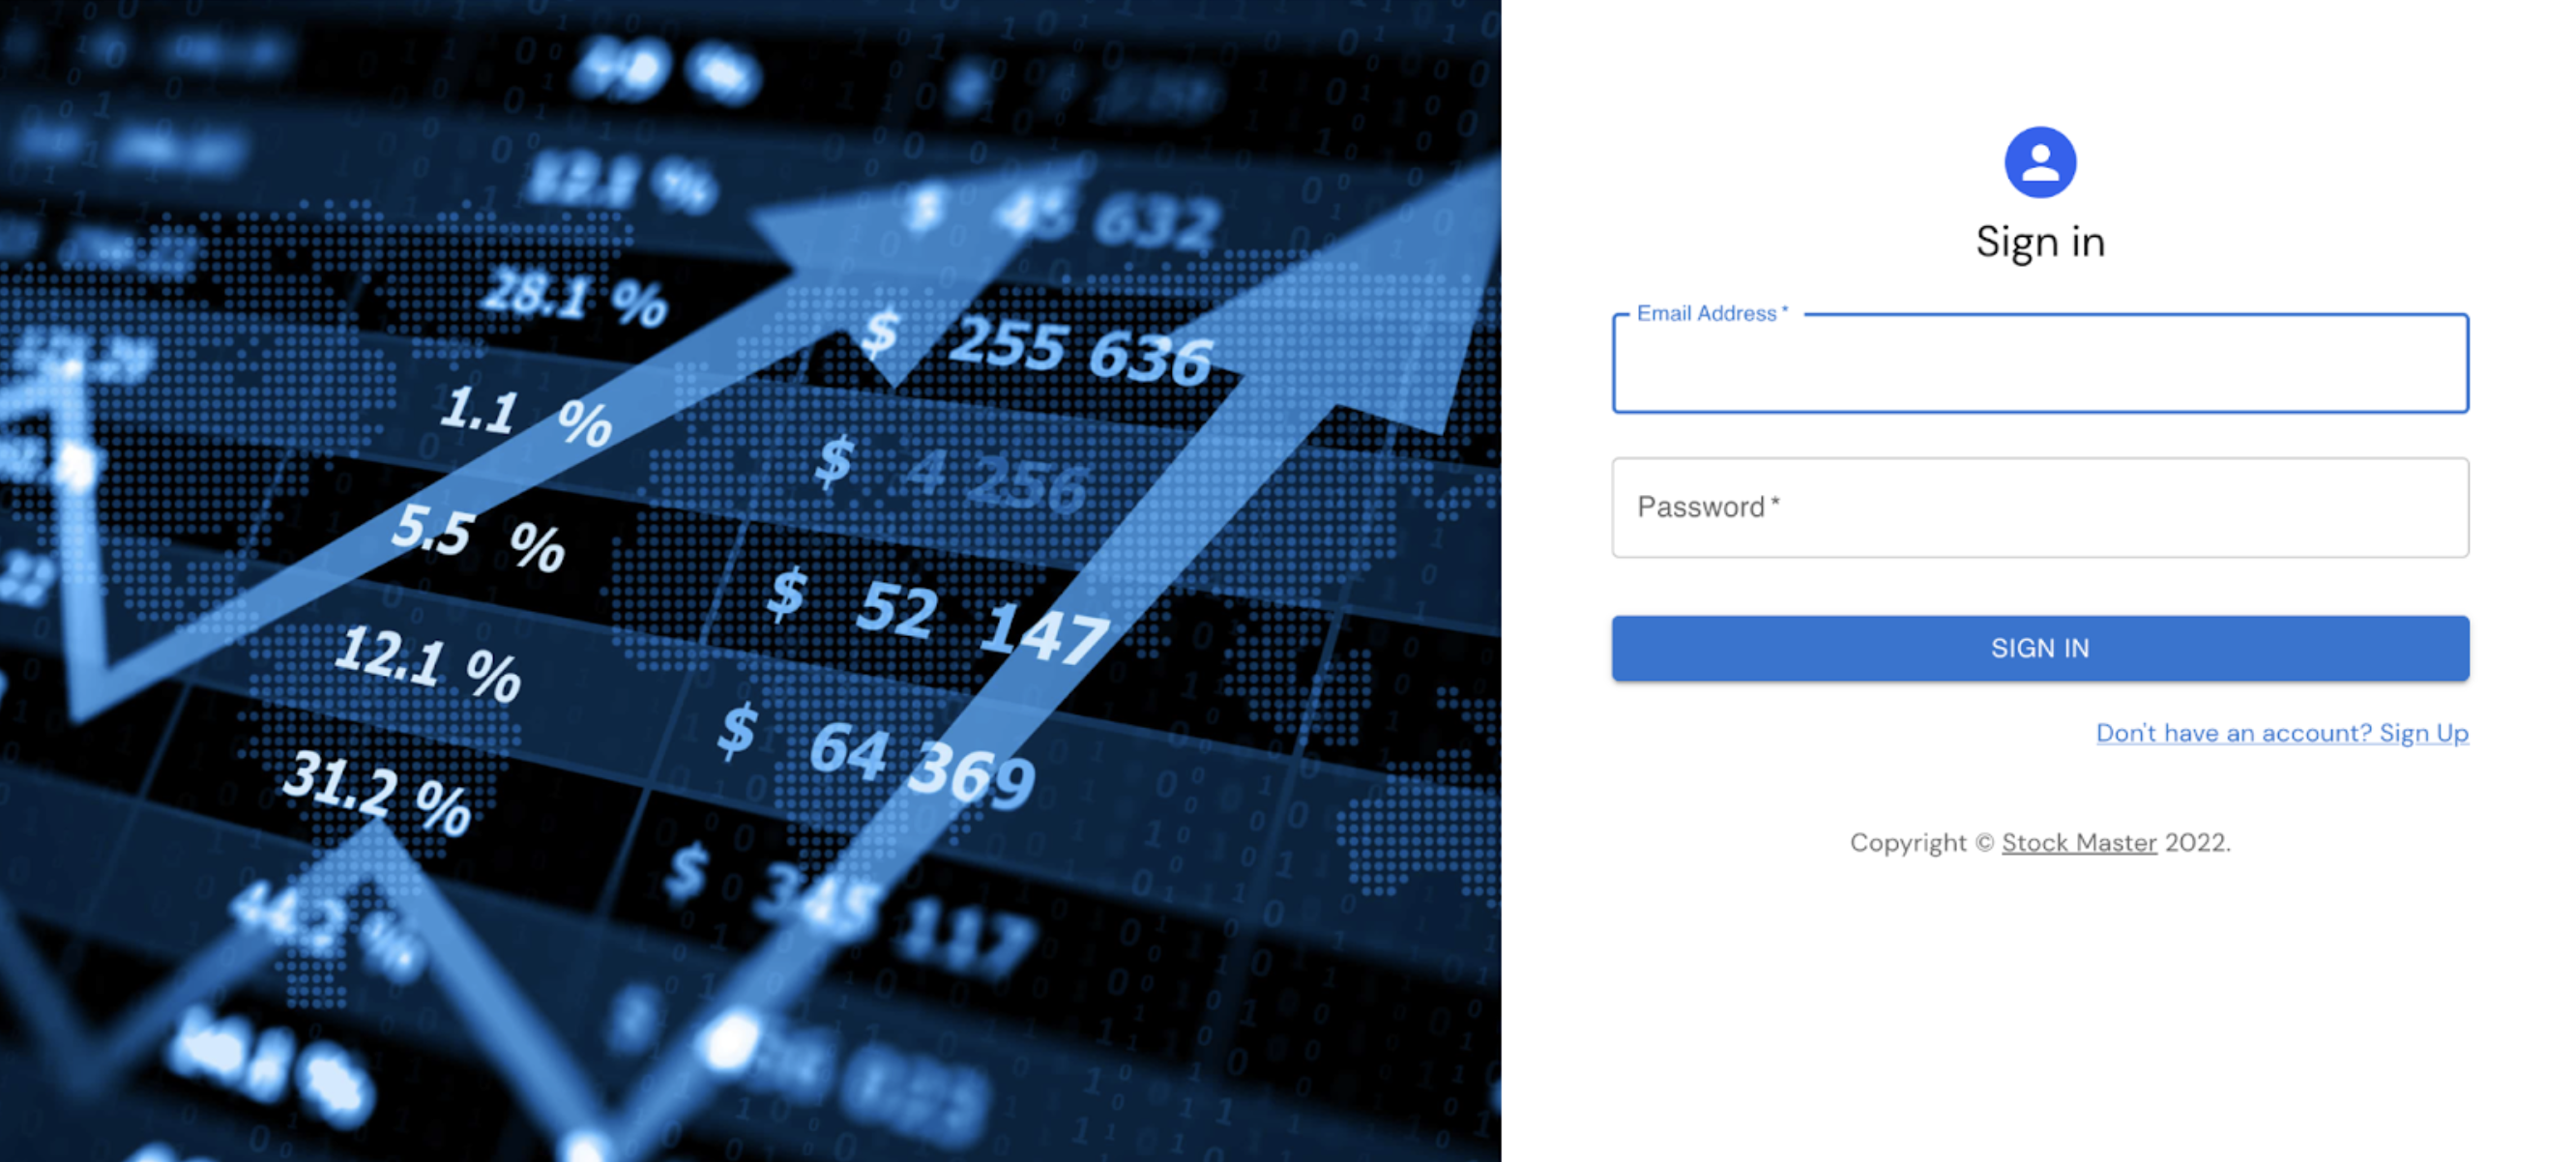 28.1 %
1.1 %
5.5 %
12.1 %
31.2 %
$ 45 632
$ 255 636
$ 4 256
$ 52 147
$ 64 369
$ 345 117
Sign in
Email Address *
Password *
SIGN IN
Don't have an account? Sign Up
Copyright © Stock Master 2022.